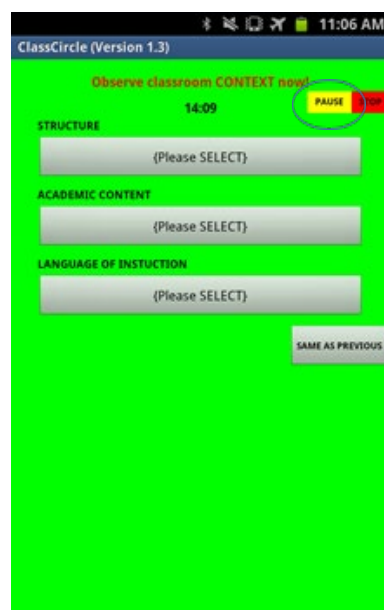 11:06 AM
ClassCircle (Version 1.3)
Observe classroom CONTEXT now!
14:09
PAUSE
STOP
STRUCTURE
{Please SELECT}
ACADEMIC CONTENT
{Please SELECT}
LANGUAGE OF INSTUCTION
{Please SELECT}
SAME AS PREVIOUS